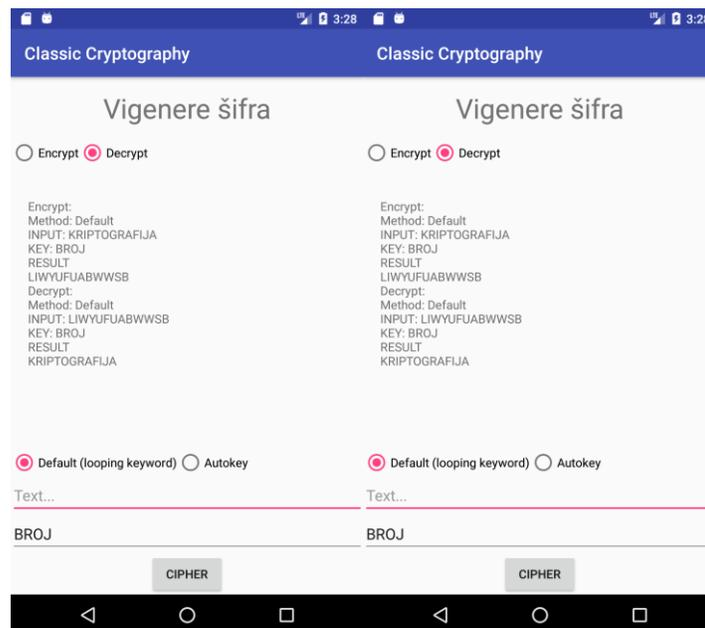 3:28
Classic Cryptography
Vigenere šifra
Encrypt Decrypt
Encrypt:
Method: Default
INPUT: KRIPTOGRAFIJA
KEY: BROJ
RESULT
LIWYUFUABWWSB
Decrypt:
Method: Default
INPUT: LIWYUFUABWWSB
KEY: BROJ
RESULT
KRIPTOGRAFIJA
Default (looping keyword) Autokey
Text...
BROJ
CIPHER
3:28
Classic Cryptography
Vigenere šifra
Encrypt Decrypt
Encrypt:
Method: Default
INPUT: KRIPTOGRAFIJA
KEY: BROJ
RESULT
LIWYUFUABWWSB
Decrypt:
Method: Default
INPUT: LIWYUFUABWWSB
KEY: BROJ
RESULT
KRIPTOGRAFIJA
Default (looping keyword) Autokey
Text...
BROJ
CIPHER